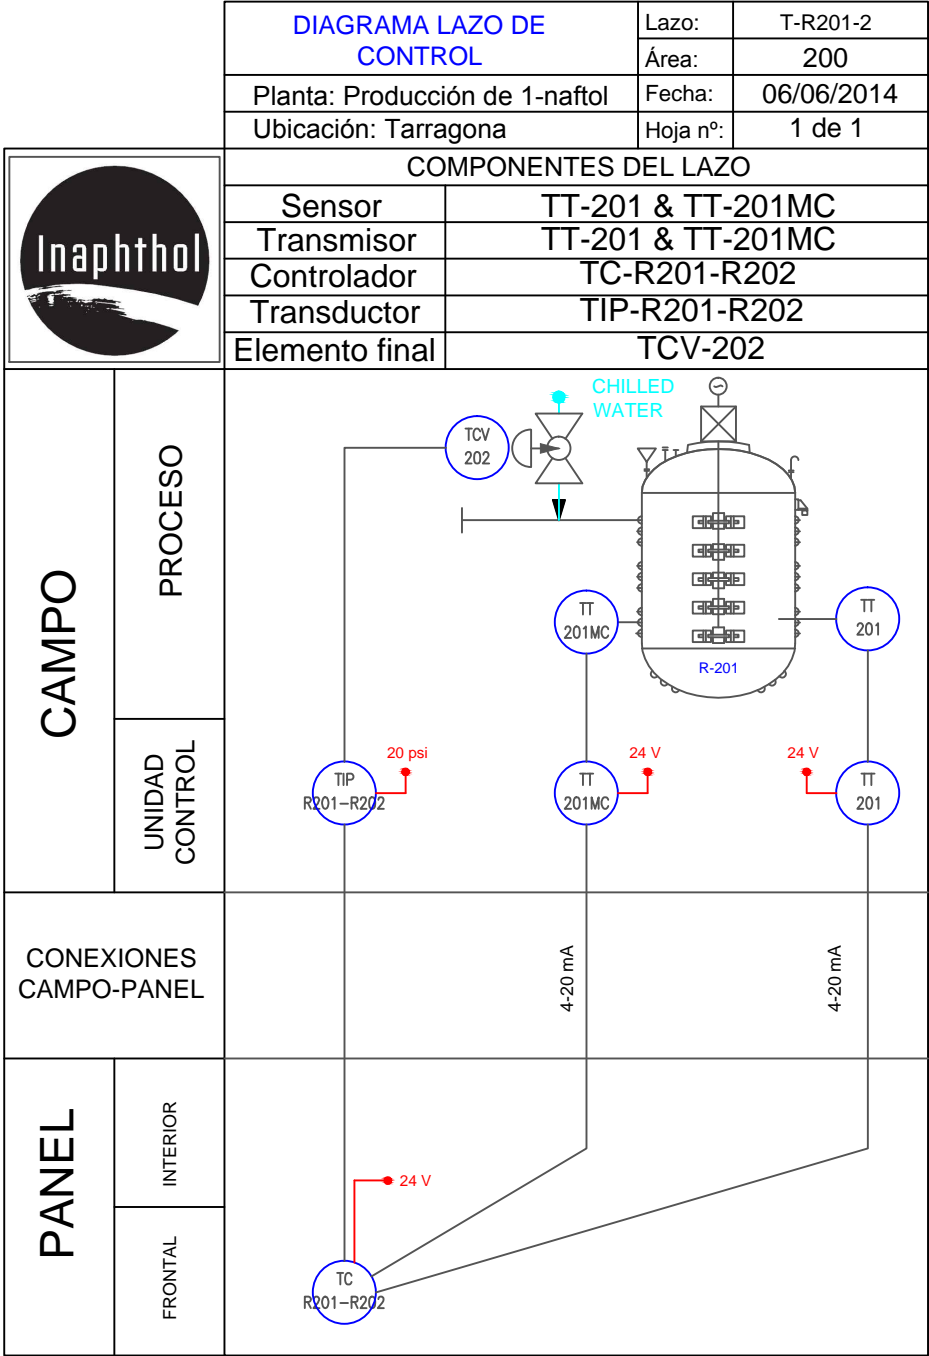 DIAGRAMA LAZO DE
CONTROL
Lazo:
T-R201-2
Área:
200
Planta: Producción de 1-naftol
Fecha:
06/06/2014
Ubicación: Tarragona
Hoja nº:
1 de 1
Inaphthol
COMPONENTES DEL LAZO
Sensor
TT-201 & TT-201MC
Transmisor
TT-201 & TT-201MC
Controlador
TC-R201-R202
Transductor
TIP-R201-R202
Elemento final
TCV-202
CAMPO
PROCESO
CHILLED
WATER
TCV
202
TT
201MC
TT
201
R-201
UNIDAD
CONTROL
20 psi
24 V
24 V
TIP
R201-R202
TT
201MC
TT
201
CONEXIONES
CAMPO-PANEL
4-20 mA
4-20 mA
PANEL
INTERIOR
24 V
FRONTAL
TC
R201-R202